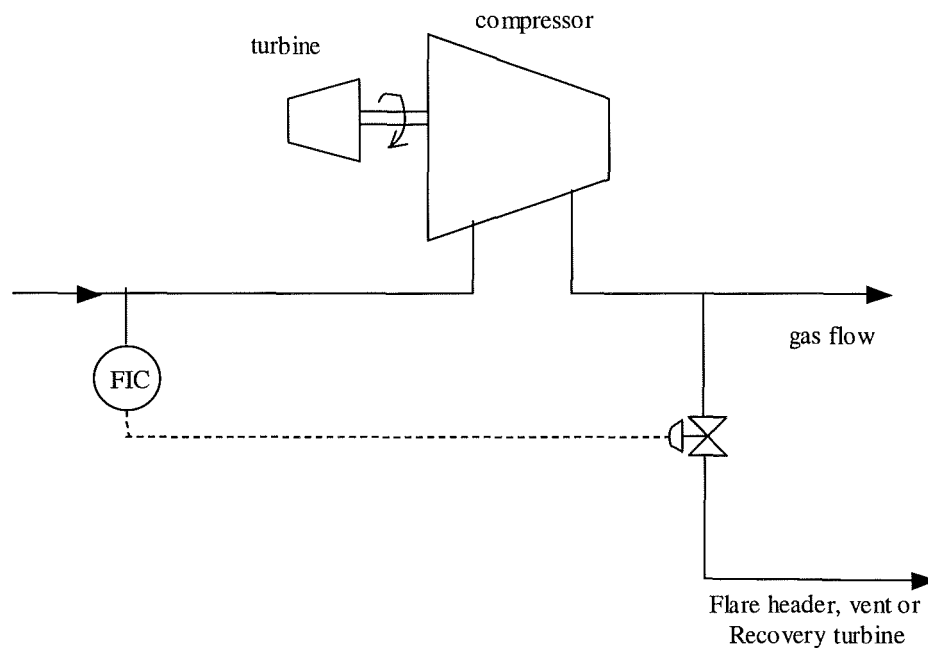 compressor
turbine
gas flow
FIC
Flare header, vent or
Recovery turbine